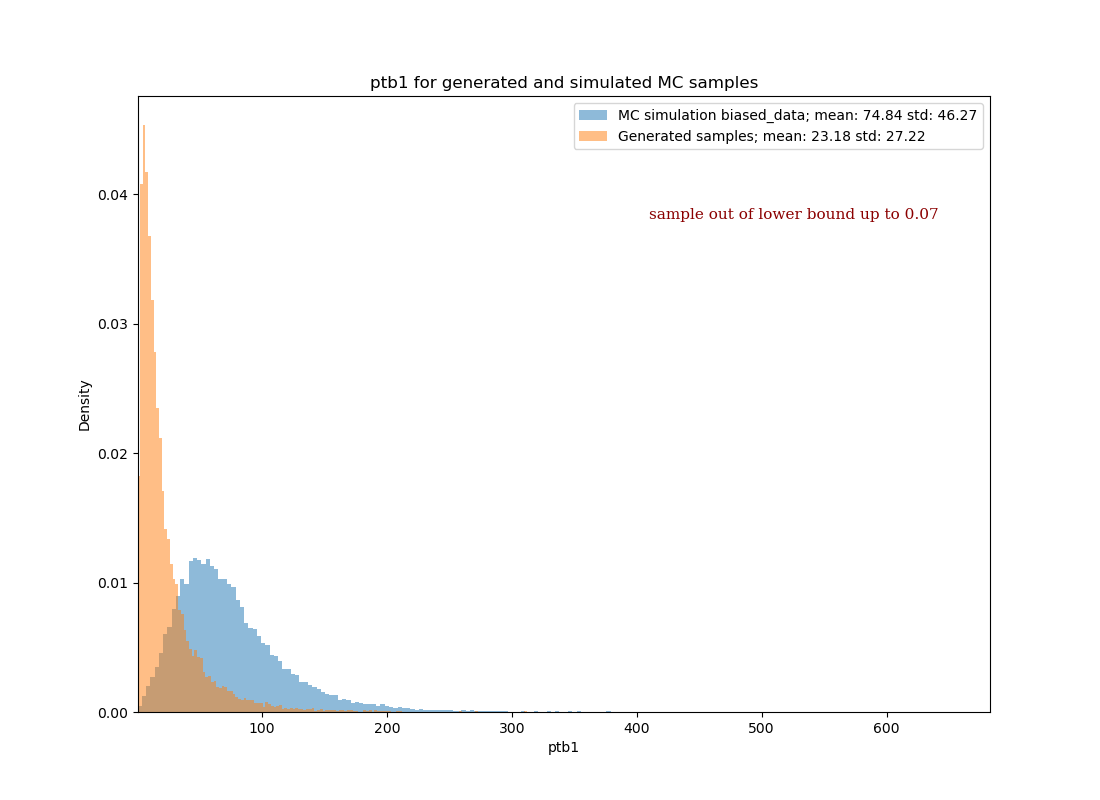 ptb1 for generated and simulated MC samples
MC simulation biased_data; mean: 74.84 std: 46.27
Generated samples; mean: 23.18 std: 27.22
sample out of lower bound up to 0.07
0.04
0.03
0.02
0.01
0.00
Density
100 200 300 400 500 600
ptb1